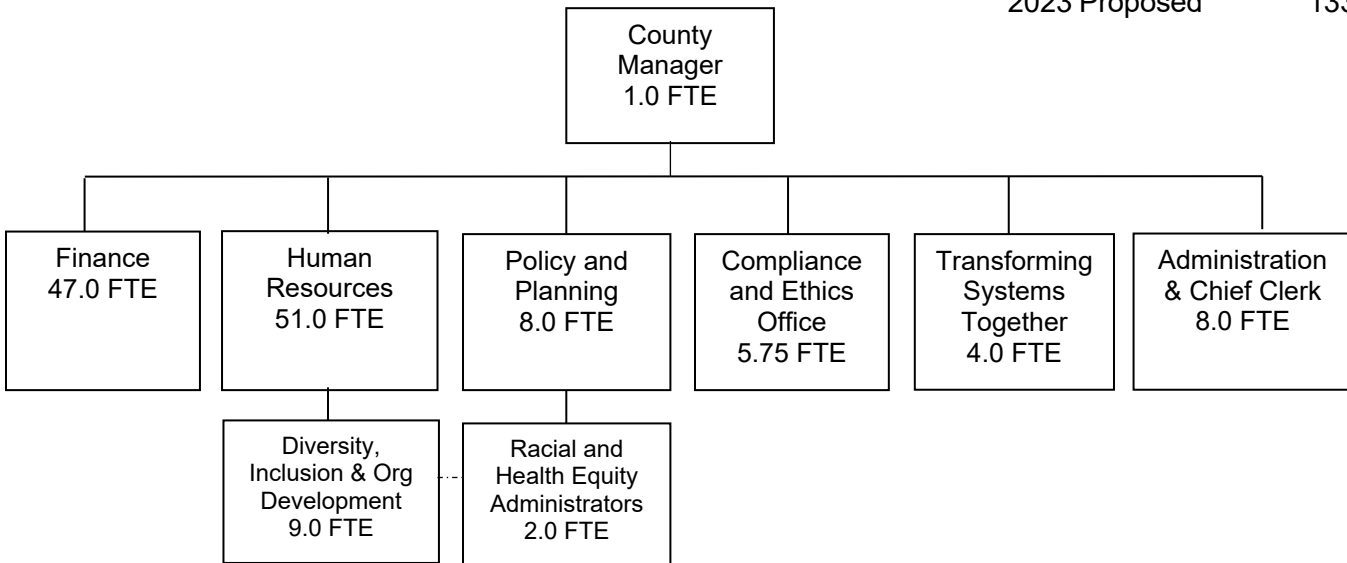 2023 Proposed 133
County
Manager
1.0 FTE
Finance
47.0 FTE
Human
Resources
51.0 FTE
Policy and
Planning
8.0 FTE
Compliance
and Ethics
Office
5.75 FTE
Transforming
Systems
Together
4.0 FTE
Administration
& Chief Clerk
8.0 FTE
Diversity,
Inclusion & Org
Development
9.0 FTE
Racial and
Health Equity
Administrators
2.0 FTE